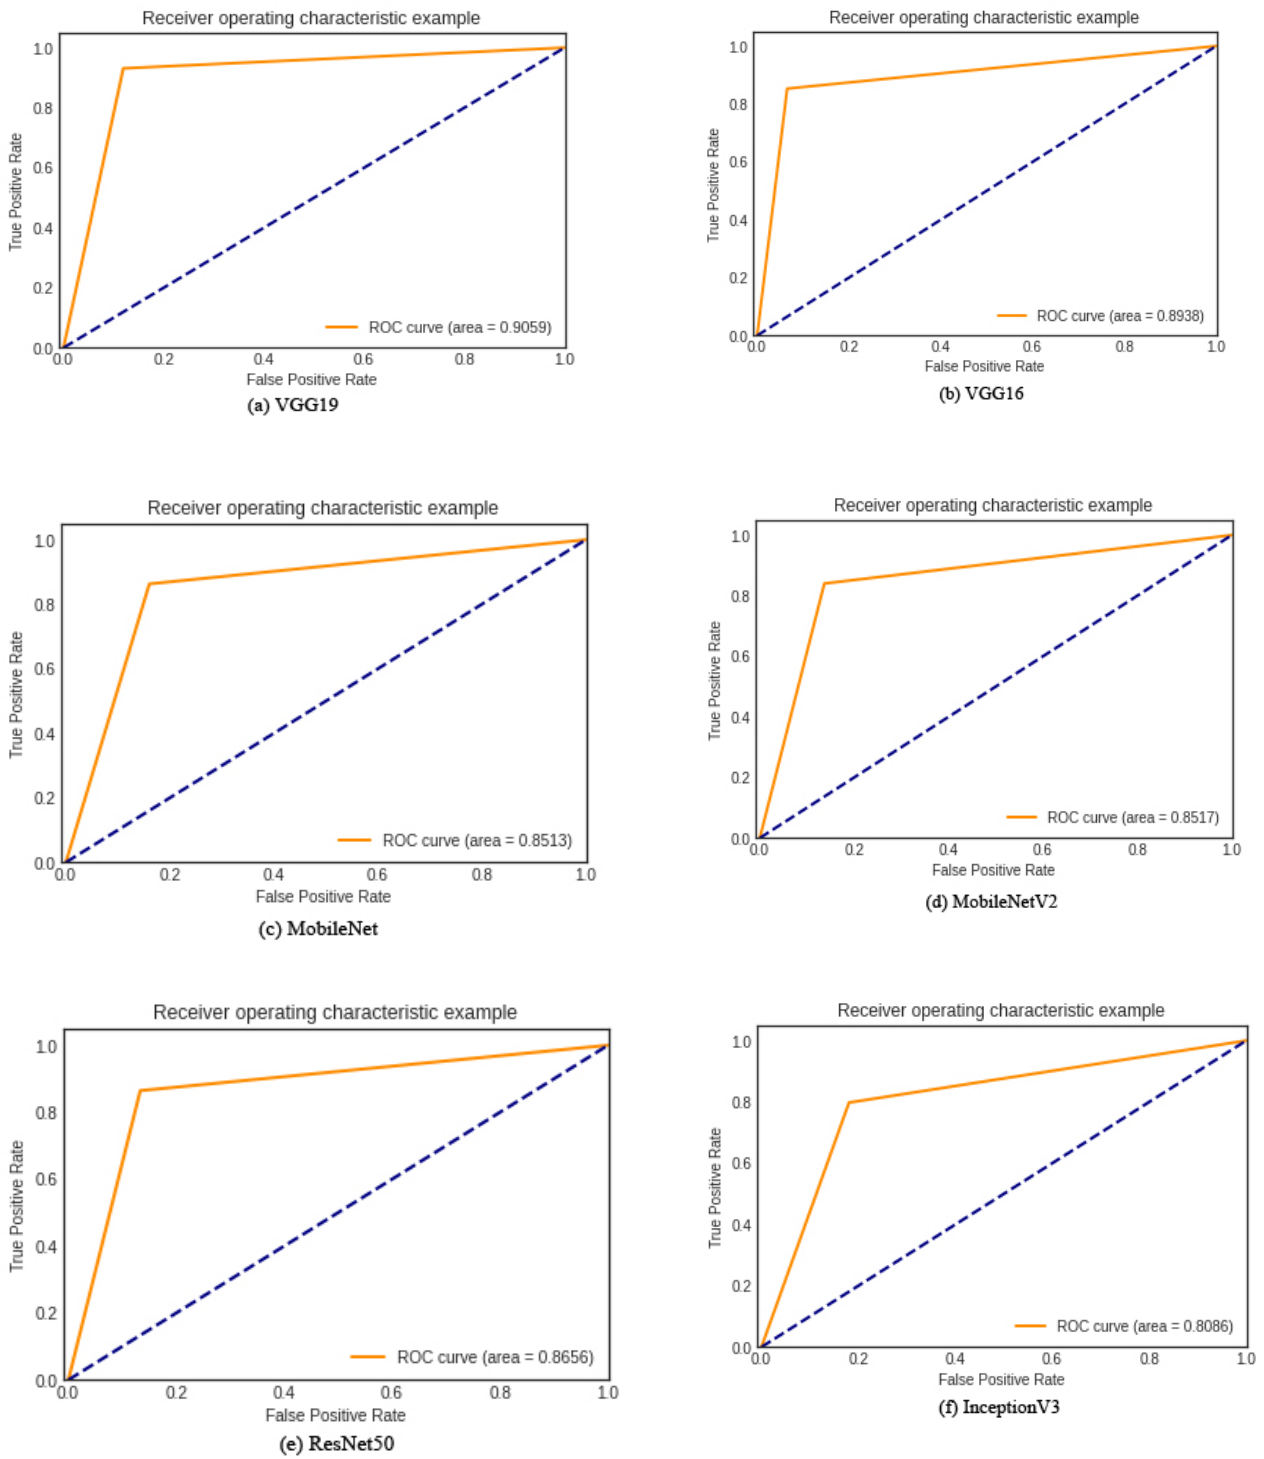 Receiver operating characteristic example
True Positive Rate
1.0
0.8
0.6
0.4
0.2
0.0
0.0 0.2 0.4 0.6 0.8 1.0
ROC curve (area = 0.9059)
False Positive Rate
(a) VGG19
Receiver operating characteristic example
True Positive Rate
1.0
0.8
0.6
0.4
0.2
0.0
0.0 0.2 0.4 0.6 0.8 1.0
ROC curve (area = 0.8938)
False Positive Rate
(b) VGG16
Receiver operating characteristic example
True Positive Rate
1.0
0.8
0.6
0.4
0.2
0.0
0.0 0.2 0.4 0.6 0.8 1.0
ROC curve (area = 0.8513)
False Positive Rate
(c) MobileNet
Receiver operating characteristic example
True Positive Rate
1.0
0.8
0.6
0.4
0.2
0.0
0.0 0.2 0.4 0.6 0.8 1.0
ROC curve (area = 0.8517)
False Positive Rate
(d) MobileNetV2
Receiver operating characteristic example
True Positive Rate
1.0
0.8
0.6
0.4
0.2
0.0
0.0 0.2 0.4 0.6 0.8 1.0
ROC curve (area = 0.8656)
False Positive Rate
(e) ResNet50
Receiver operating characteristic example
True Positive Rate
1.0
0.8
0.6
0.4
0.2
0.0
0.0 0.2 0.4 0.6 0.8 1.0
ROC curve (area = 0.8086)
False Positive Rate
(f) InceptionV3